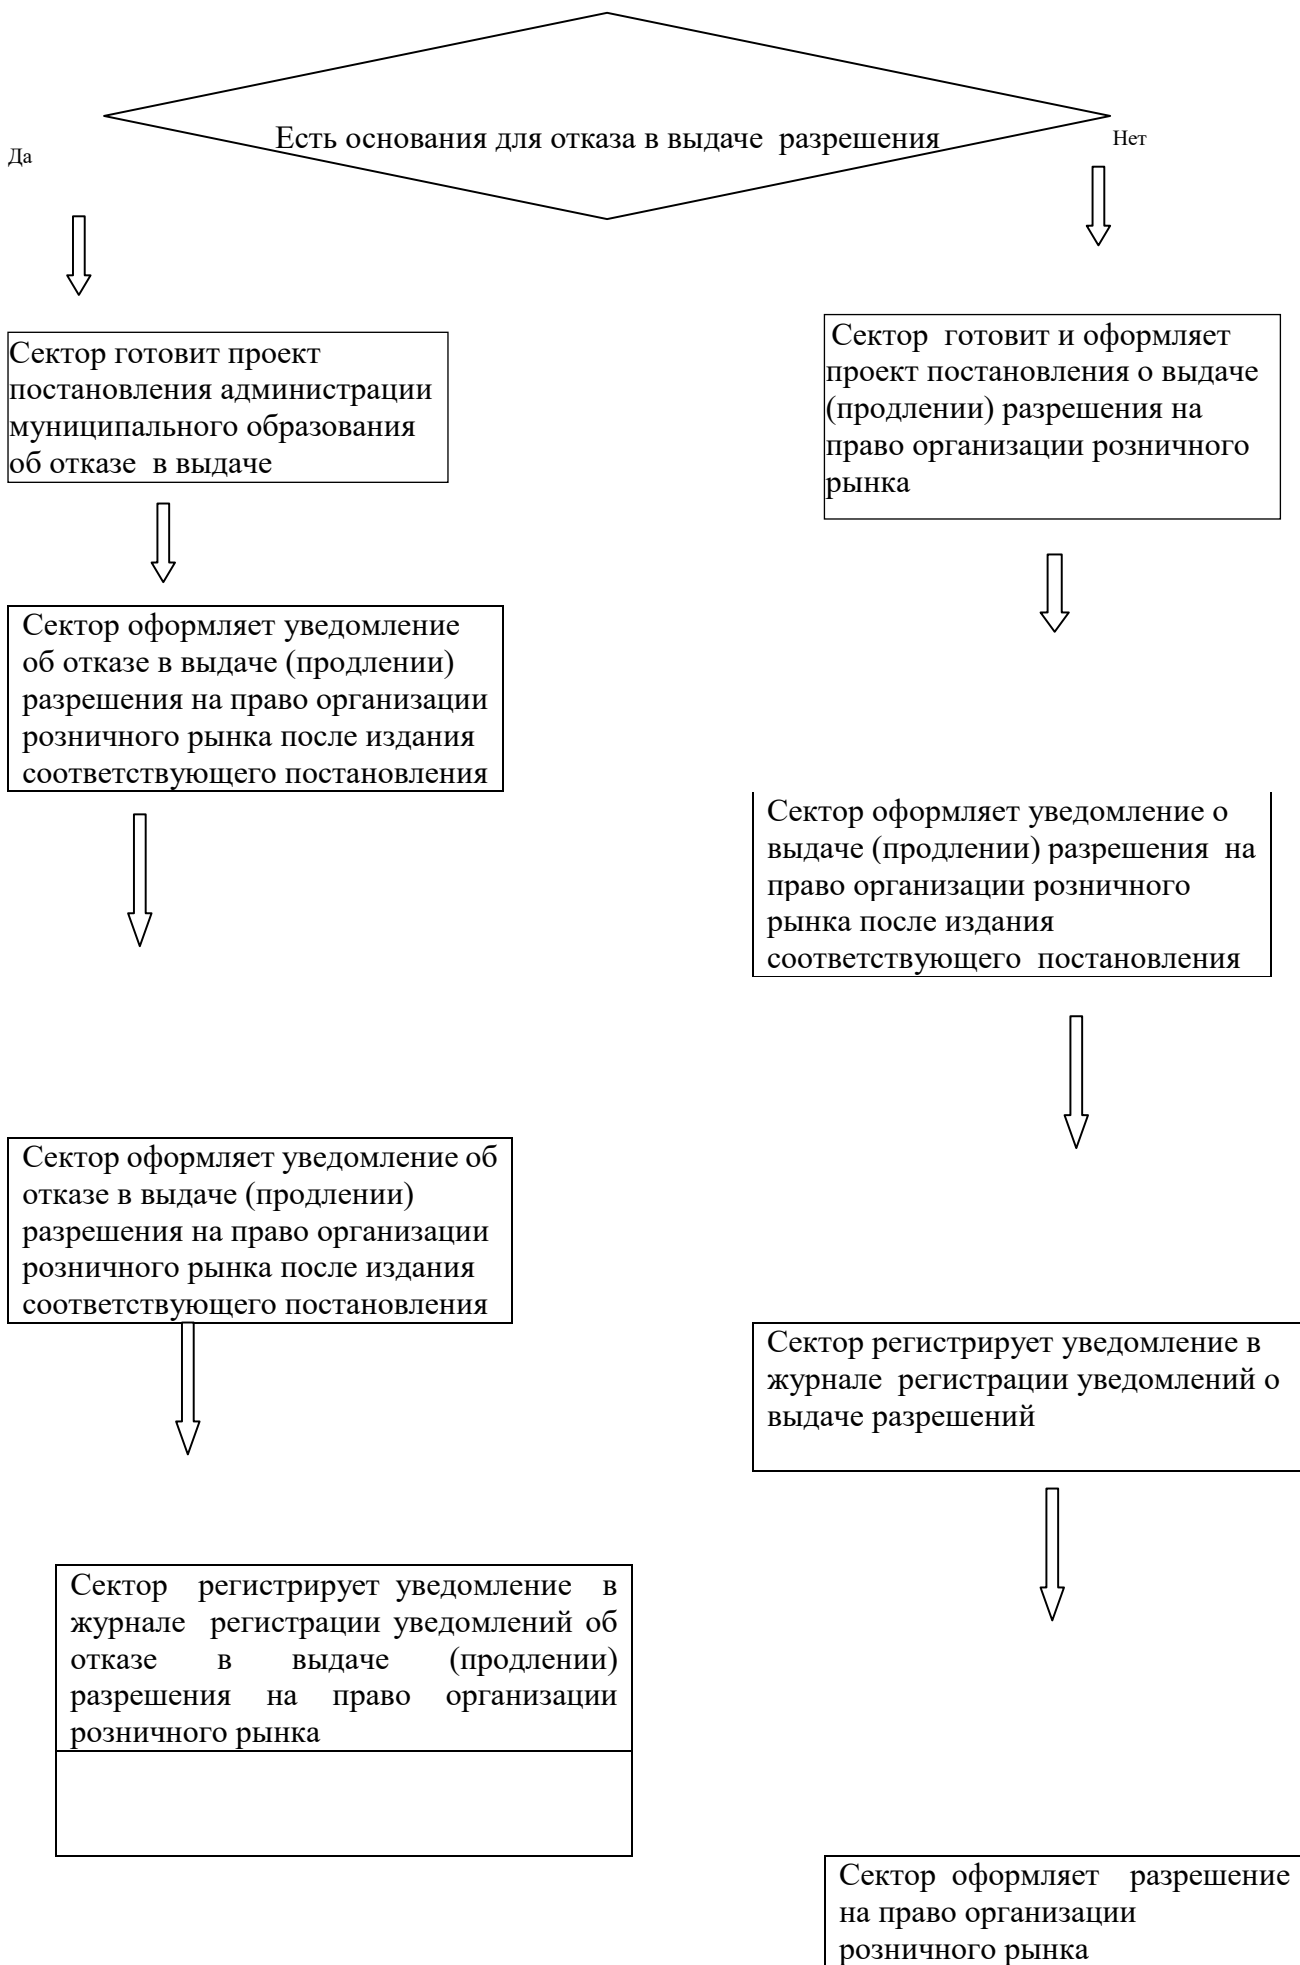 Есть основания для отказа в выдаче разрешения
Да
Нет
Сектор готовит проект
постановления администрации
муниципального образования
об отказе в выдаче
Сектор готовит и оформляет
проект постановления о выдаче
(продлении) разрешения на
право организации розничного
рынка
Сектор оформляет уведомление
об отказе в выдаче (продлении)
разрешения на право организации
розничного рынка после издания
соответствующего постановления
Сектор оформляет уведомление о
выдаче (продлении) разрешения на
право организации розничного
рынка после издания
соответствующего постановления
Сектор оформляет уведомление об
отказе в выдаче (продлении)
разрешения на право организации
розничного рынка после издания
соответствующего постановления
Сектор регистрирует уведомление в
журнале регистрации уведомлений о
выдаче разрешений
Сектор регистрирует уведомление в
журнале регистрации уведомлений об
отказе в выдаче (продлении)
разрешения на право организации
розничного рынка
Сектор оформляет разрешение
на право организации
розничного рынка